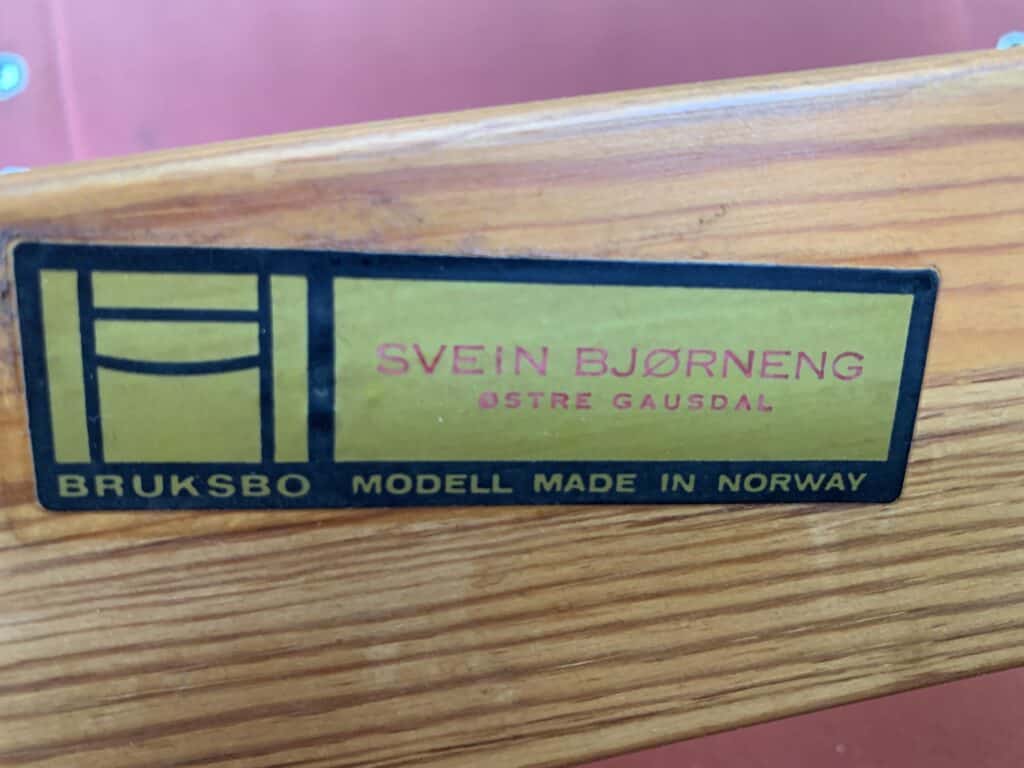 SVEIN BJØRNENG
ØSTRE GAUSDAL
BRUKSBO MODELL MADE IN NORWAY